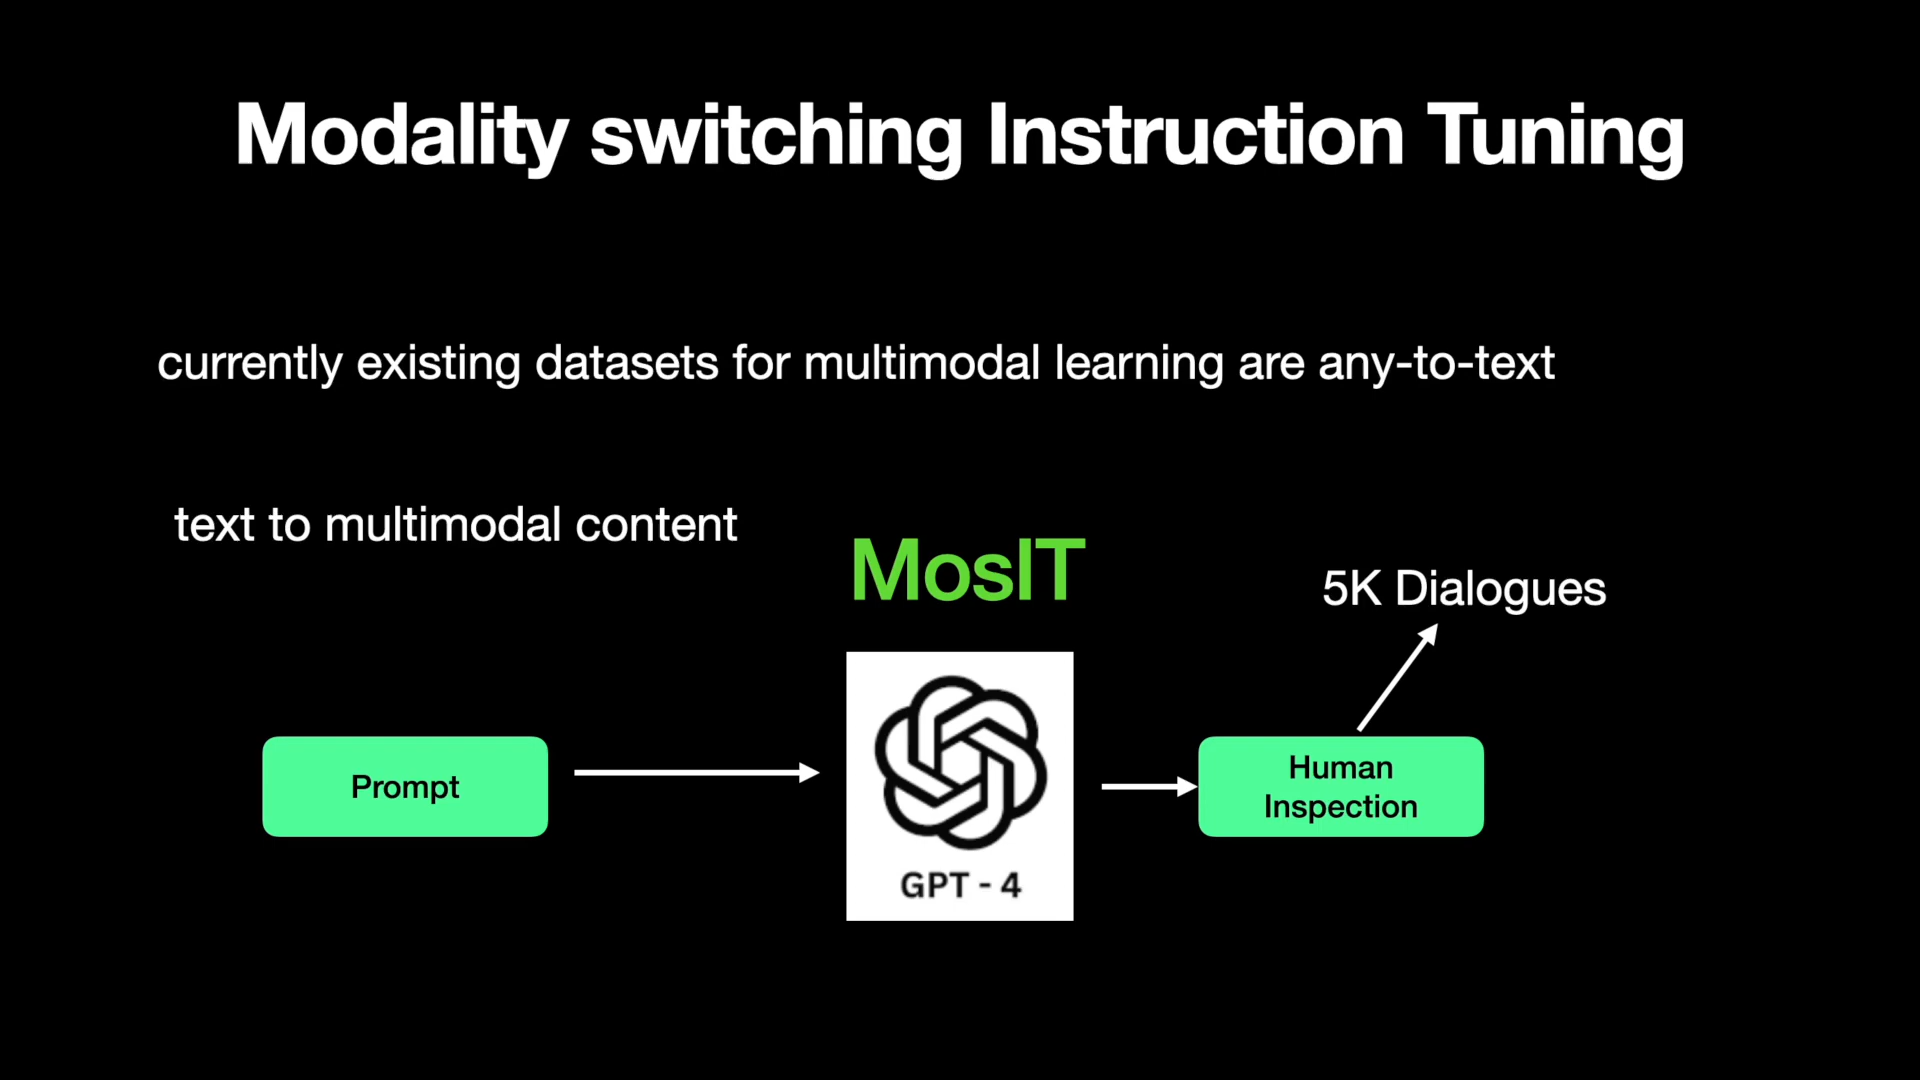 Modality switching Instruction Tuning
currently existing datasets for multimodal learning are any-to-text
text to multimodal content
MosIT
5K Dialogues
Prompt
GPT - 4
Human
Inspection